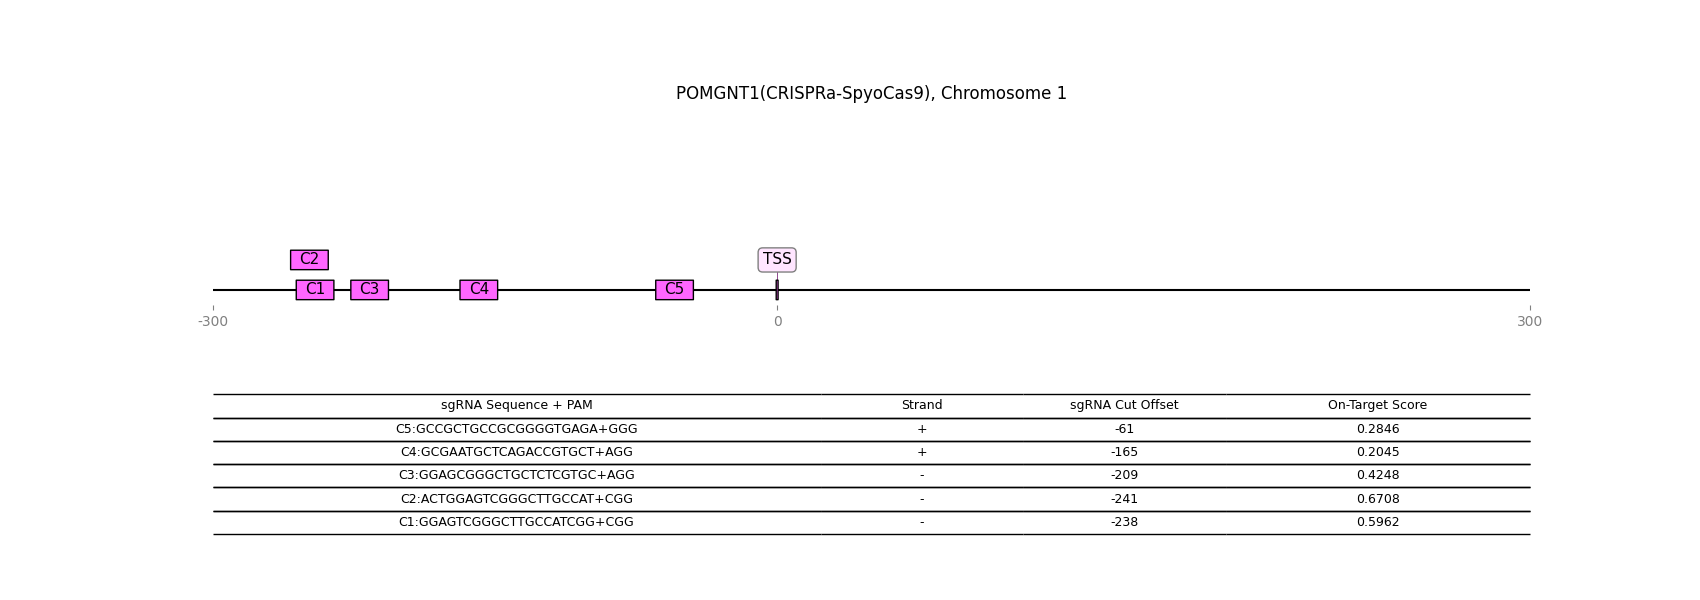 POMGNT1(CRISPRa-SpyoCas9), Chromosome 1
C2 TSS
C1 C3 C4 C5
-300 0 300
sgRNA Sequence + PAM Strand sgRNA Cut Offset On-Target Score
C5:GCCGCTGCCGCGGGGTGAGA+GGG + -61 0.2846
C4:GCGAATGCTCAGACCGTGCT+AGG + -165 0.2045
C3:GGAGCGGGCTGCTCTCGTGC+AGG - -209 0.4248
C2:ACTGGAGTCGGGCTTGCCAT+CGG - -241 0.6708
C1:GGAGTCGGGCTTGCCATCGG+CGG - -238 0.5962